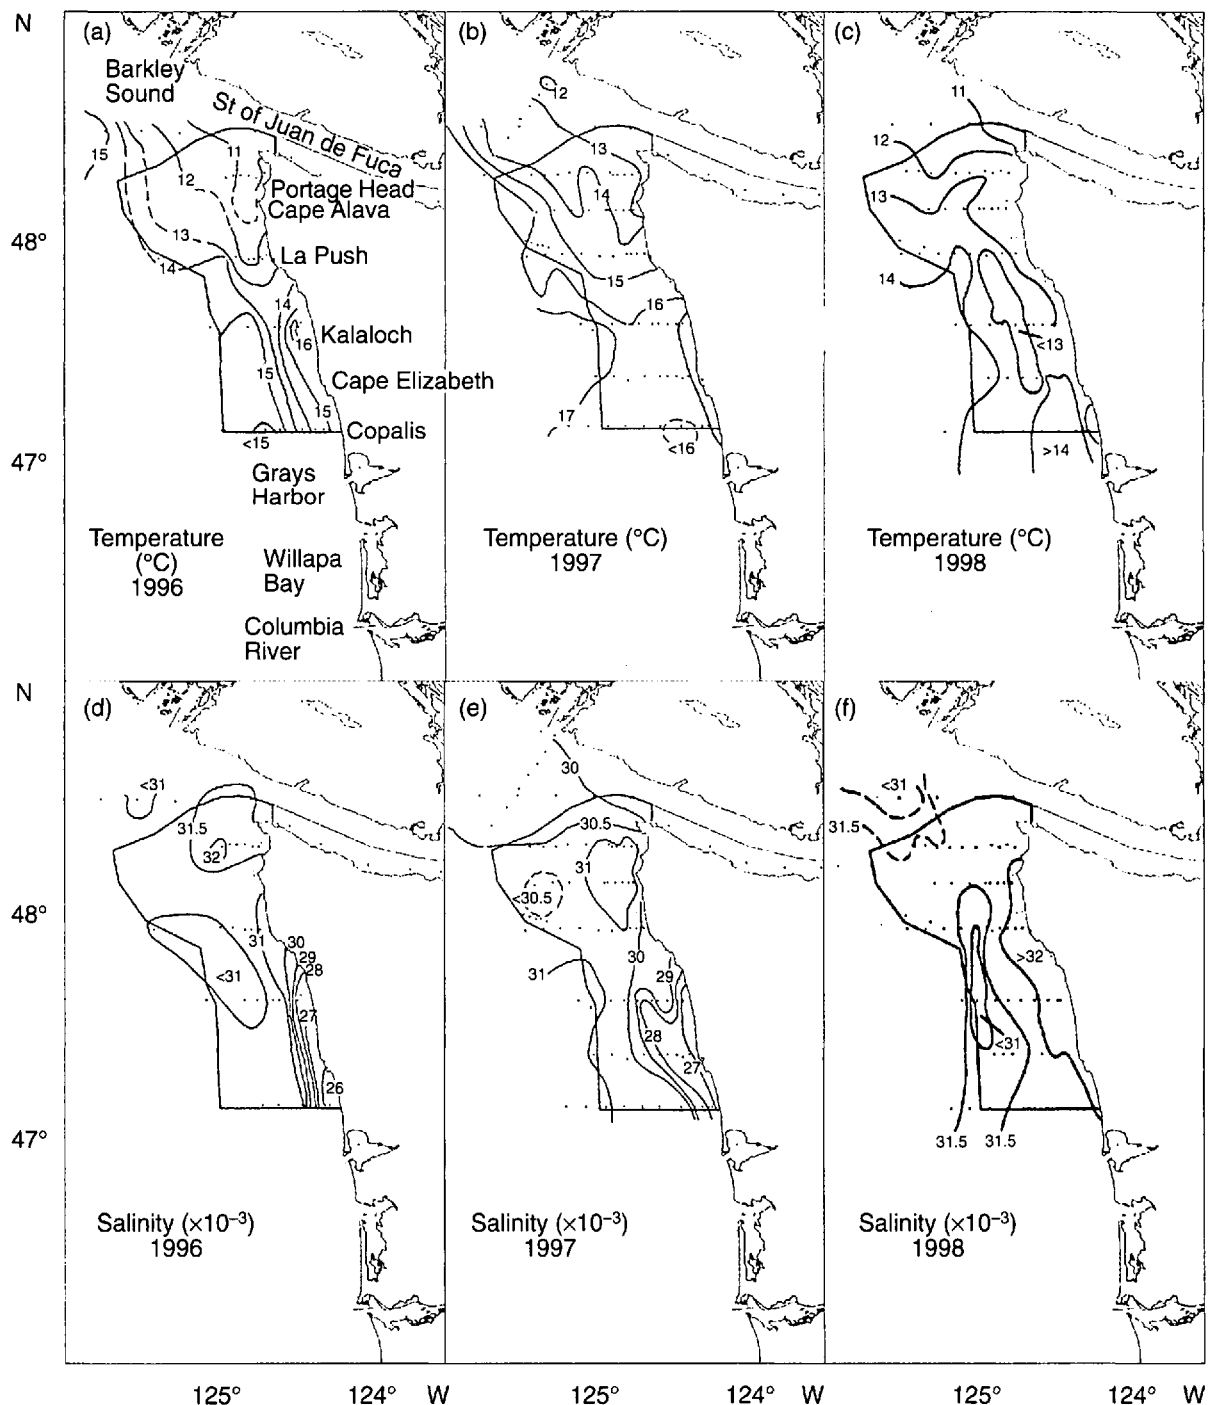 N
(a)
(b)
(c)
Barkley
Sound
St of Juan de Fuca
Portage Head
Cape Alava
La Push
Kalaloch
Cape Elizabeth
Copalis
Grays
Harbor
Willapa
Bay
Columbia
River
15
11
12
13
14
14
16
15
15
<15
Temperature
(°C)
1996
12
13
14
15
16
17
<16
Temperature (°C)
1997
11
12
13
14
<13
>14
Temperature (°C)
1998
48°
47°
N
(d)
(e)
(f)
<31
31.5
32
31
30
29
28
<31
27
26
Salinity (×10⁻³)
1996
30
30.5
31
<30.5
30
31
29
28
27
Salinity (×10⁻³)
1997
<31
31.5
>32
<31
31.5
31.5
Salinity (×10⁻³)
1998
48°
47°
125°
124°
W
125°
124°
W
125°
124°
W